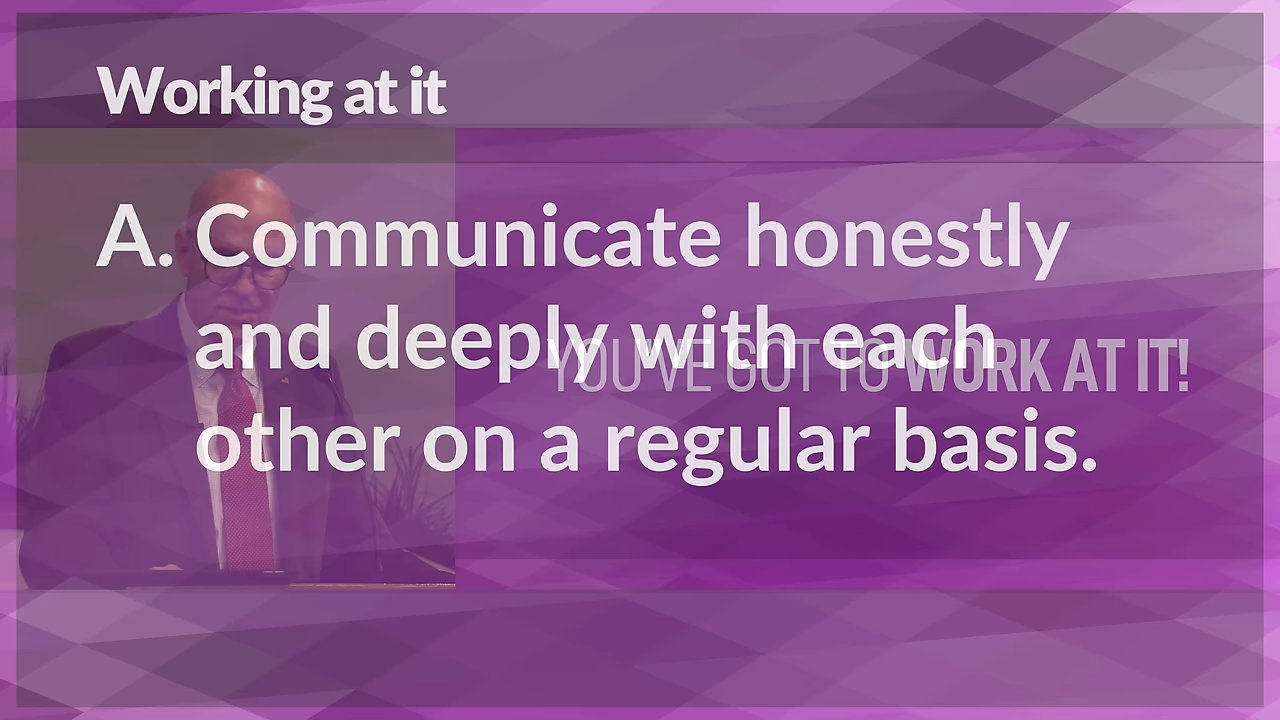 Working at it
A. Communicate honestly
and deeply with each
YOU'VE GOT TO WORK AT IT!
other on a regular basis.